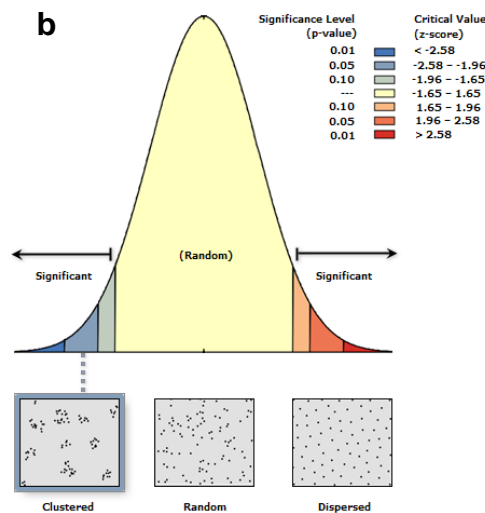 b
Significance Level Critical Value
(p-value) (z-score)
0.01 < -2.58
0.05 -2.58 – -1.96
0.10 -1.96 – -1.65
--- -1.65 – 1.65
0.10 1.65 – 1.96
0.05 1.96 – 2.58
0.01 > 2.58
(Random)
Significant Significant
Clustered Random Dispersed